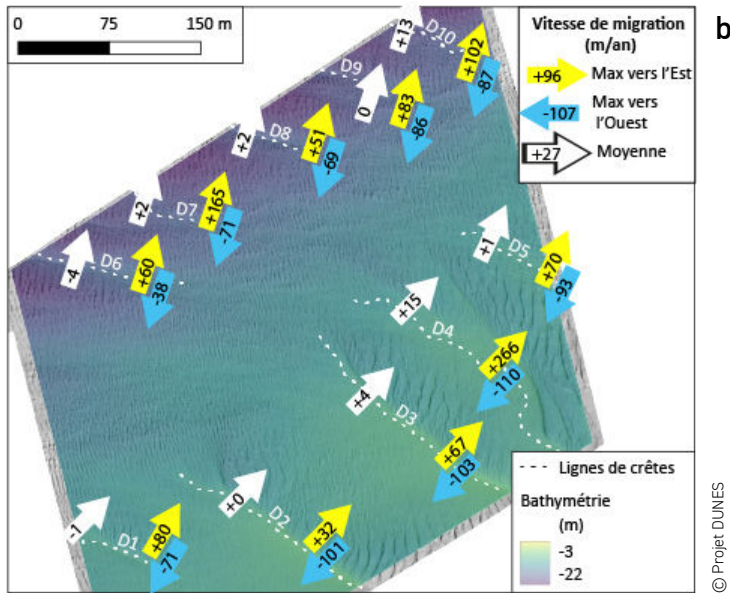 0 75 150 m
b
Vitesse de migration
(m/an)
+96 Max vers l'Est
-107 Max
vers
l'Ouest
+27 Moyenne
+13 D10 +102 -87
D9 0 +83 -86
+2 D8 +51 -69
+2 D7 +165 -71
-4 D6 +60 -38
+1 D5 +70 -93
+15 D4 +266 -110
+4 D3 +67 -103
+0 D2 +32 -101
-1 D1 +80 -71
Lignes de crêtes
Bathymétrie
(m)
-3
-22
© Projet DUNES